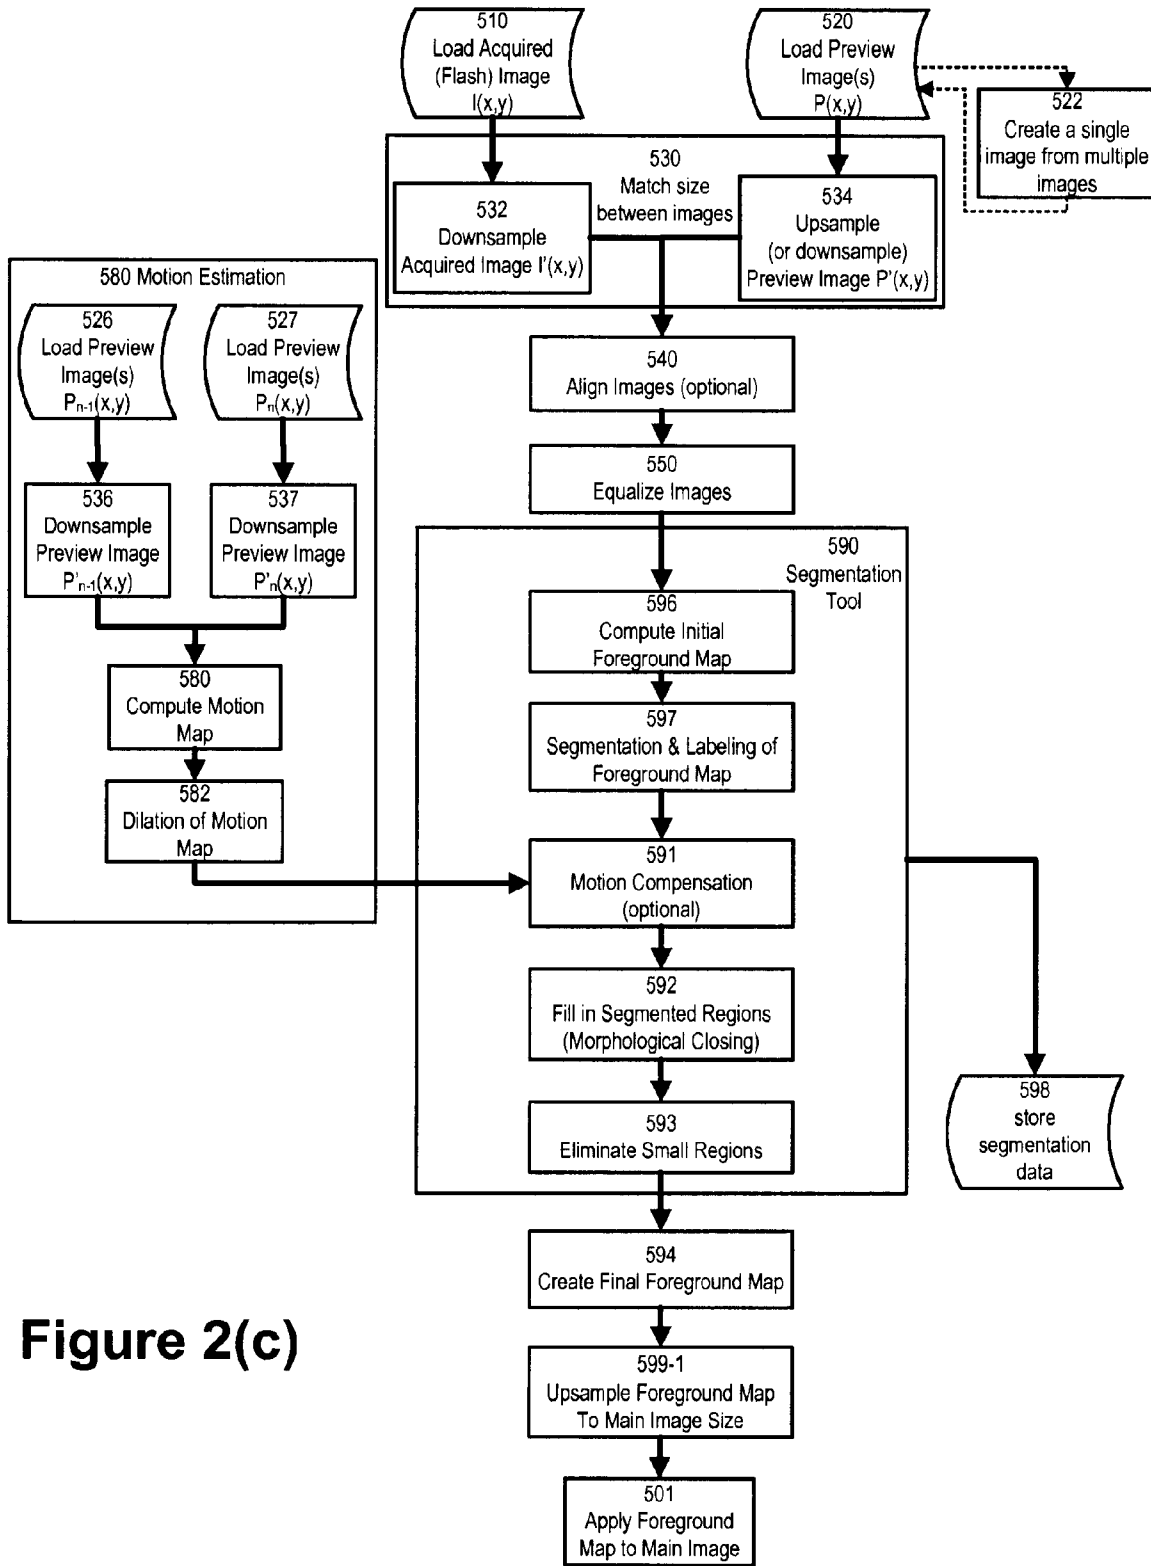 510
Load Acquired
(Flash) Image
I(x,y)
520
Load Preview
Image(s)
P(x,y)
522
Create a single
image from multiple
images
530
Match size
between images
532
Downsample
Acquired Image I'(x,y)
534
Upsample
(or downsample)
Preview Image P'(x,y)
580 Motion Estimation
526
Load Preview
Image(s)
Pn-1(x,y)
527
Load Preview
Image(s)
Pn(x,y)
536
Downsample
Preview Image
P'n-1(x,y)
537
Downsample
Preview Image
P'n(x,y)
580
Compute Motion
Map
582
Dilation of Motion
Map
540
Align Images (optional)
550
Equalize Images
590
Segmentation
Tool
596
Compute Initial
Foreground Map
597
Segmentation & Labeling of
Foreground Map
591
Motion Compensation
(optional)
592
Fill in Segmented Regions
(Morphological Closing)
593
Eliminate Small Regions
598
store
segmentation
data
594
Create Final Foreground Map
599-1
Upsample Foreground Map
To Main Image Size
501
Apply Foreground
Map to Main Image
Figure 2(c)